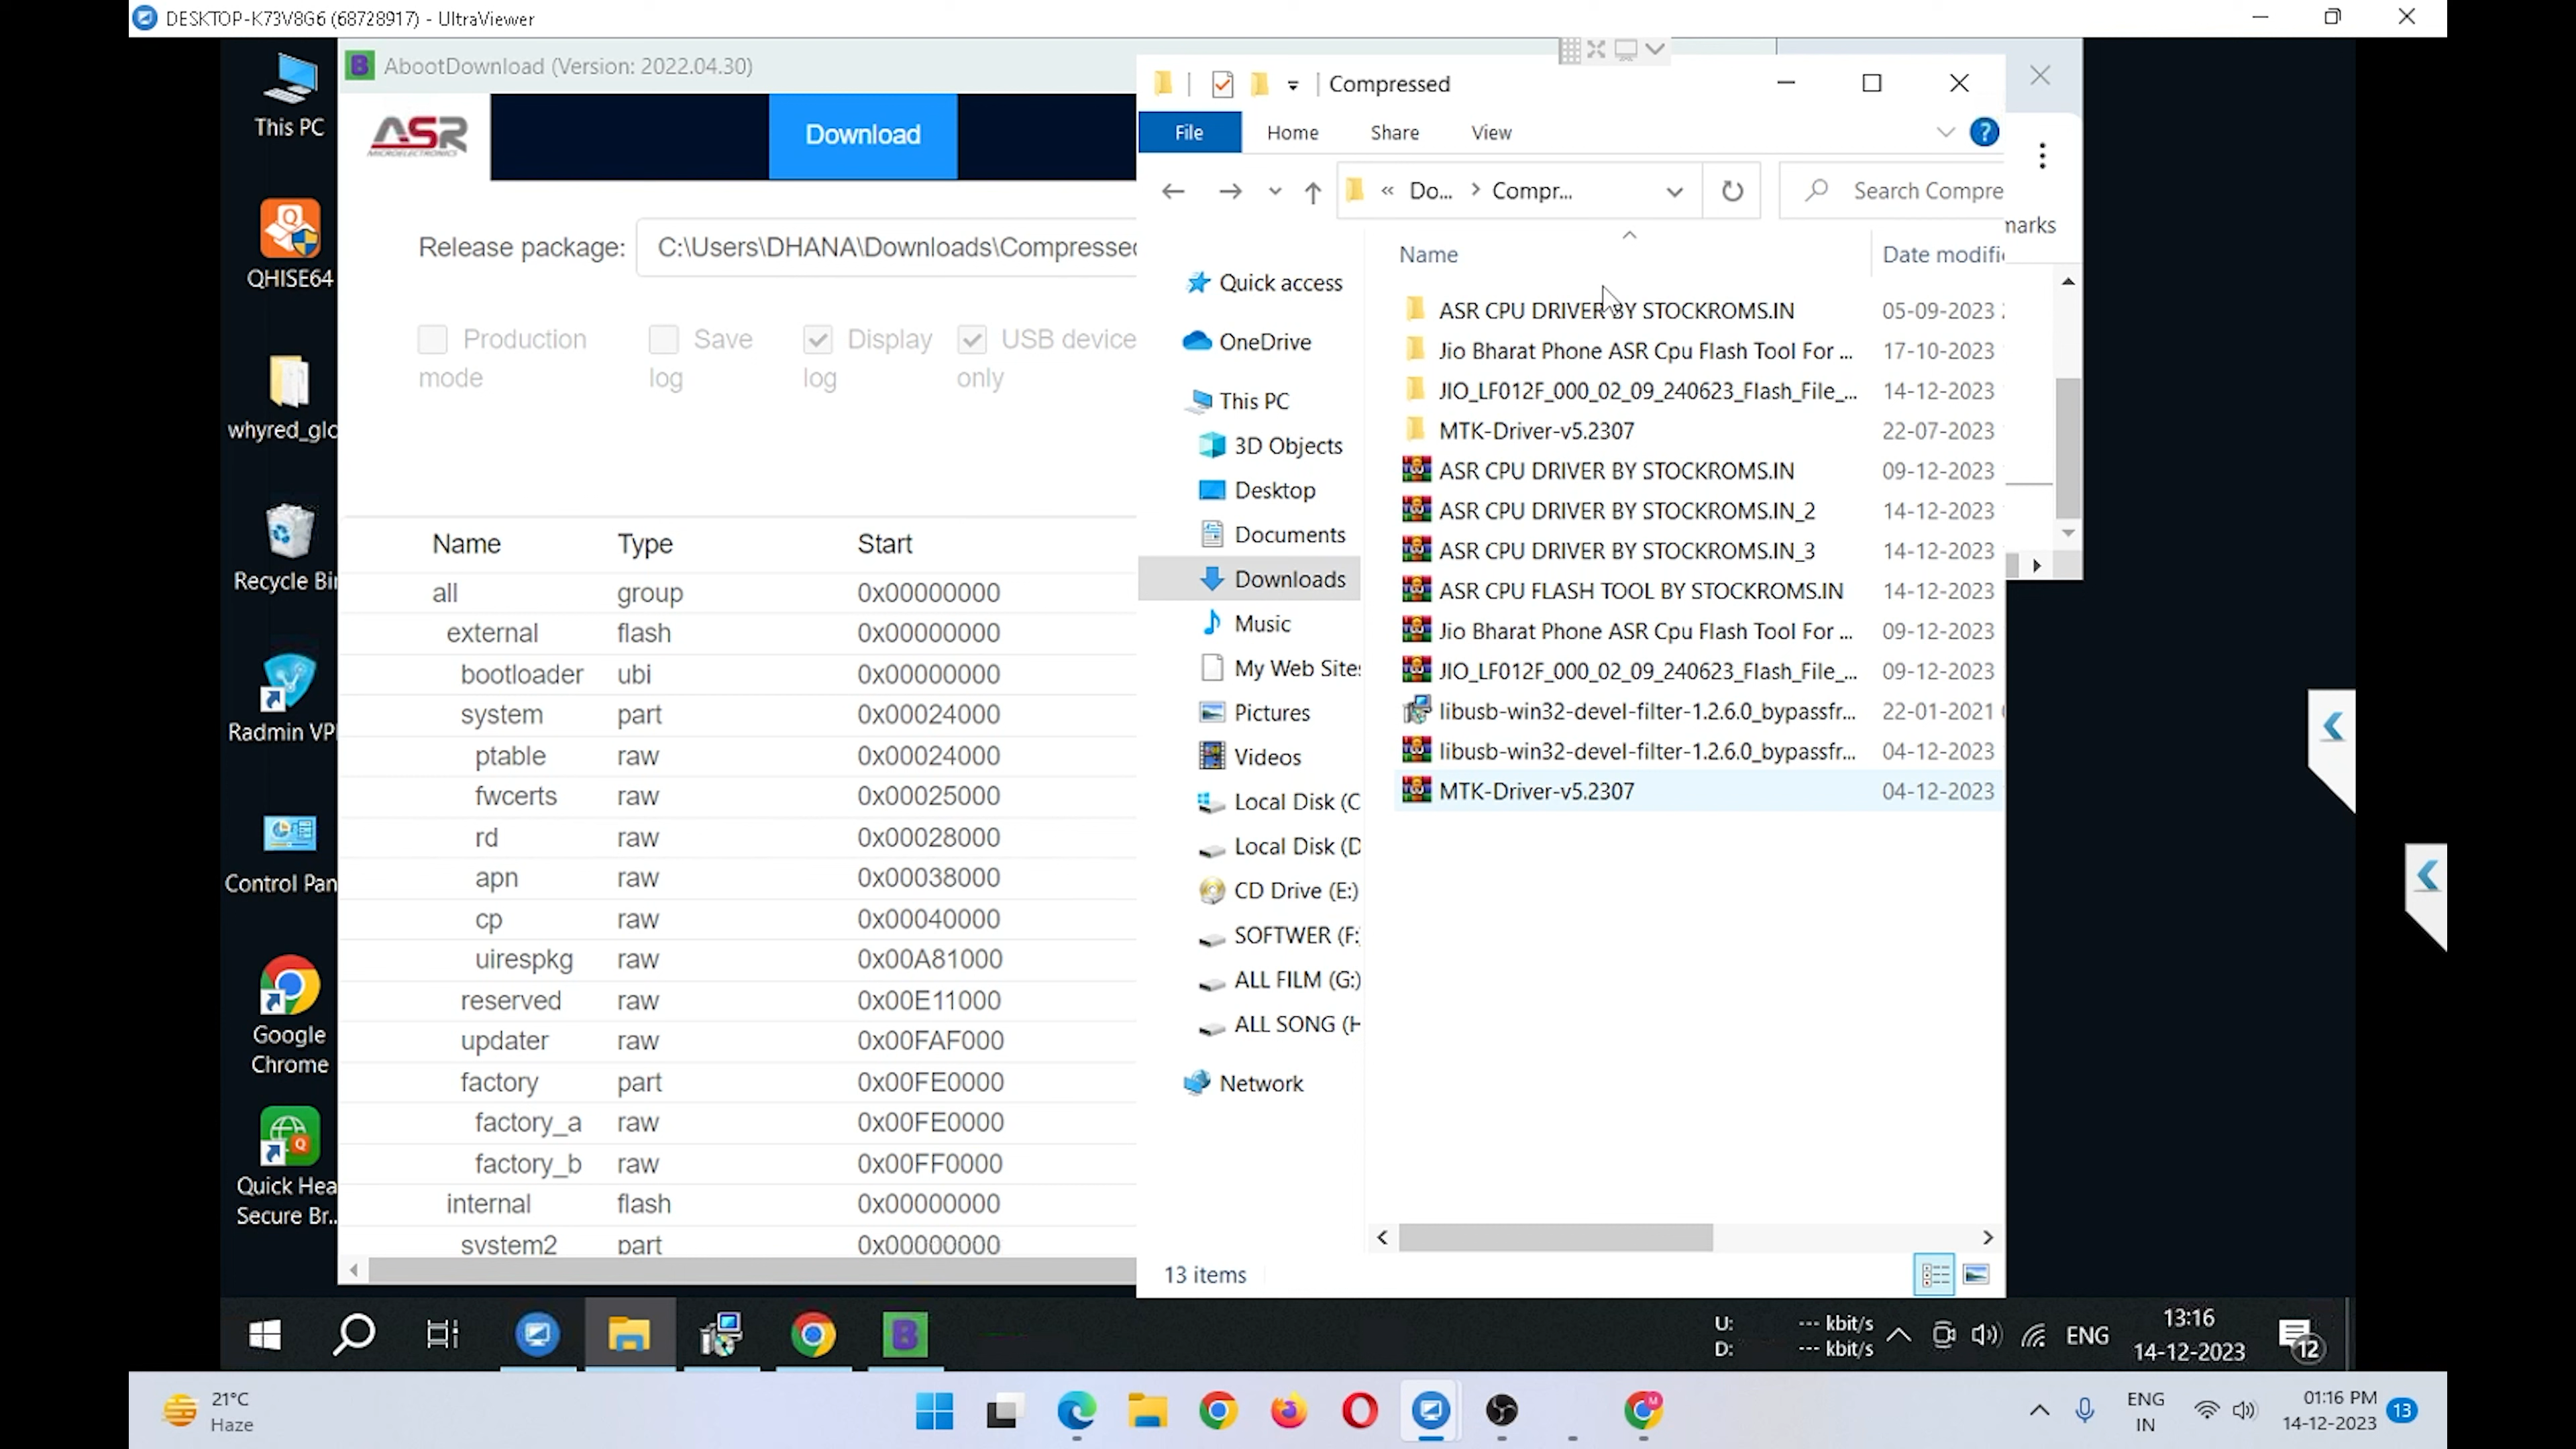 DESKTOP-K73V8G6 (68728917) - UltraViewer
This PC
QHISE64
whyred_glo
Recycle Bin
Radmin VP
Control Pan
Google
Chrome
Quick Hea
Secure Br...
AbootDownload (Version: 2022.04.30)
ASR
MICROELECTRONICS
Download
Release package:
C:\Users\DHANA\Downloads\Compressed
Production mode
Save log
Display log
USB device only
Name Type Start
all group 0x00000000
external flash 0x00000000
bootloader ubi 0x00000000
system part 0x00024000
ptable raw 0x00024000
fwcerts raw 0x00025000
rd raw 0x00028000
apn raw 0x00038000
cp raw 0x00040000
uirespkg raw 0x00A81000
reserved raw 0x00E11000
updater raw 0x00FAF000
factory part 0x00FE0000
factory_a raw 0x00FE0000
factory_b raw 0x00FF0000
internal flash 0x00000000
system2 part 0x00000000
Compressed
File Home Share View
« Do... > Compr...
Search Compre
marks
Quick access
OneDrive
This PC
3D Objects
Desktop
Documents
Downloads
Music
My Web Sites
Pictures
Videos
Local Disk (C
Local Disk (D
CD Drive (E:)
SOFTWER (F:
ALL FILM (G:)
ALL SONG (H
Network
Name Date modifi
ASR CPU DRIVER BY STOCKROMS.IN 05-09-2023
Jio Bharat Phone ASR Cpu Flash Tool For ... 17-10-2023
JIO_LF012F_000_02_09_240623_Flash_File_... 14-12-2023
MTK-Driver-v5.2307 22-07-2023
ASR CPU DRIVER BY STOCKROMS.IN 09-12-2023
ASR CPU DRIVER BY STOCKROMS.IN_2 14-12-2023
ASR CPU DRIVER BY STOCKROMS.IN_3 14-12-2023
ASR CPU FLASH TOOL BY STOCKROMS.IN 14-12-2023
Jio Bharat Phone ASR Cpu Flash Tool For ... 09-12-2023
JIO_LF012F_000_02_09_240623_Flash_File_... 09-12-2023
libusb-win32-devel-filter-1.2.6.0_bypassfr... 22-01-2021
libusb-win32-devel-filter-1.2.6.0_bypassfr... 04-12-2023
MTK-Driver-v5.2307 04-12-2023
13 items
U: --- kbit/s
D: --- kbit/s
ENG
13:16
14-12-2023
12
21°C
Haze
ENG
IN
01:16 PM
14-12-2023
13